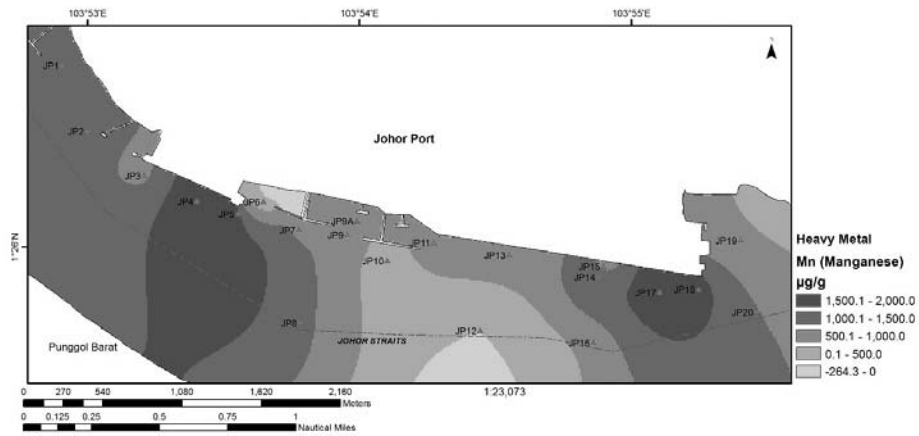 103°53'E 103°54'E 103°55'E
JP1
JP2
Johor Port
JP3
JP4
JP6
JP5
JP9A
JP7
JP9
JP11
JP19
1°26'N
JP10
JP13
JP15
JP14
JP17
JP18
JP8
JP12
JP20
JOHOR STRAITS
JP16
Punggol Barat
Heavy Metal
Mn (Manganese)
µg/g
1,500.1 - 2,000.0
1,000.1 - 1,500.0
500.1 - 1,000.0
0.1 - 500.0
-264.3 - 0
0 270 540 1,080 1,620 2,160
Meters
1:23,073
0 0.125 0.25 0.5 0.75 1
Nautical Miles